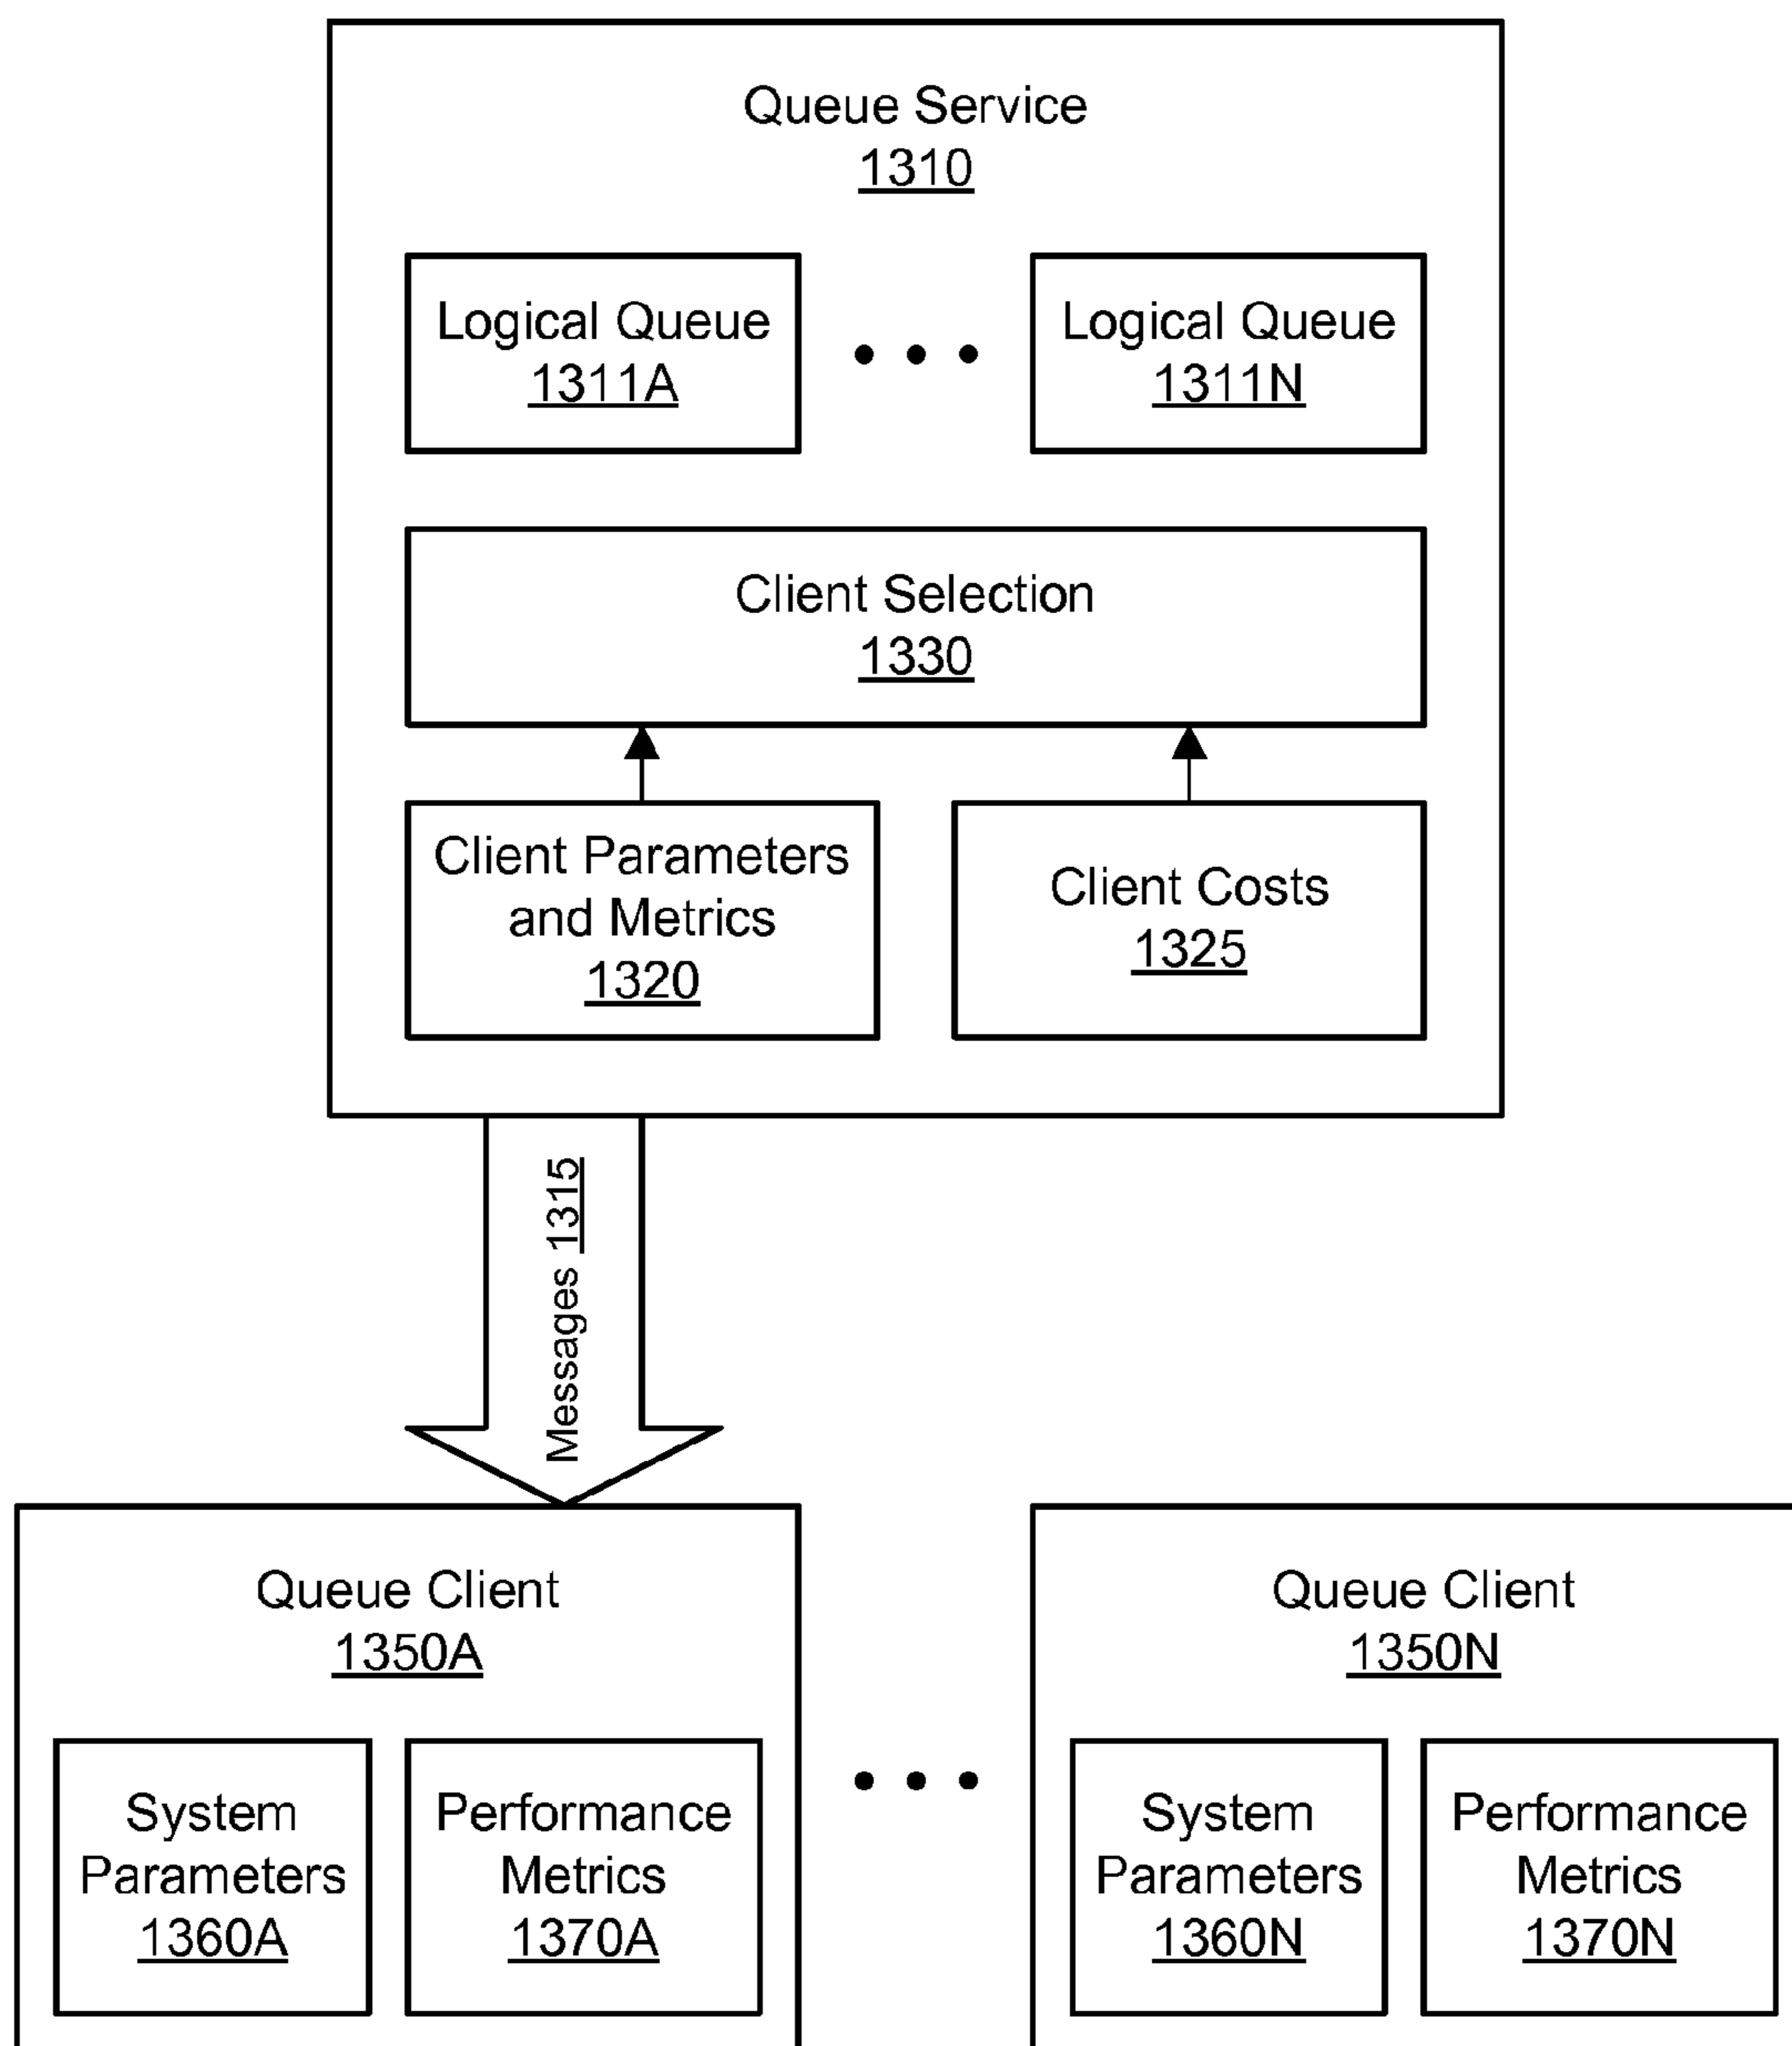 Queue Service
1310
Logical Queue
1311A
Logical Queue
1311N
Client Selection
1330
Client Parameters
and Metrics
1320
Client Costs
1325
Messages 1315
Queue Client
1350A
System
Parameters
1360A
Performance
Metrics
1370A
Queue Client
1350N
System
Parameters
1360N
Performance
Metrics
1370N